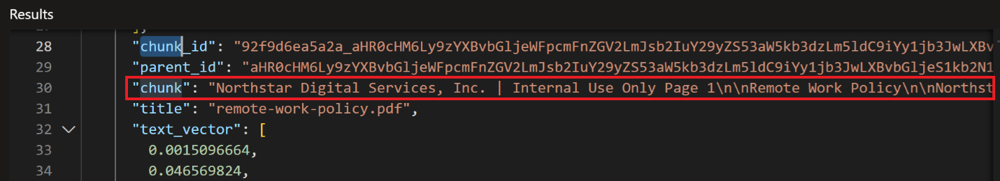 Results
27 ],
28 "chunk_id": "92f9d6ea5a2a_aHR0cHM6Ly9zYXBvbGljeWFpcmFnZGV2LmJsb2IuY29yZS53aW5kb3dzLm5ldC9iYy1jb3JwLXBv
29 "parent_id": "aHR0cHM6Ly9zYXBvbGljeWFpcmFnZGV2LmJsb2IuY29yZS53aW5kb3dzLm5ldC9iYy1jb3JwLXBvbGljeS1kb2N1
30 "chunk": "Northstar Digital Services, Inc. | Internal Use Only Page 1\n\nRemote Work Policy\n\nNorthst
31 "title": "remote-work-policy.pdf",
32 "text_vector": [
33 0.0015096664,
34 0.046569824,